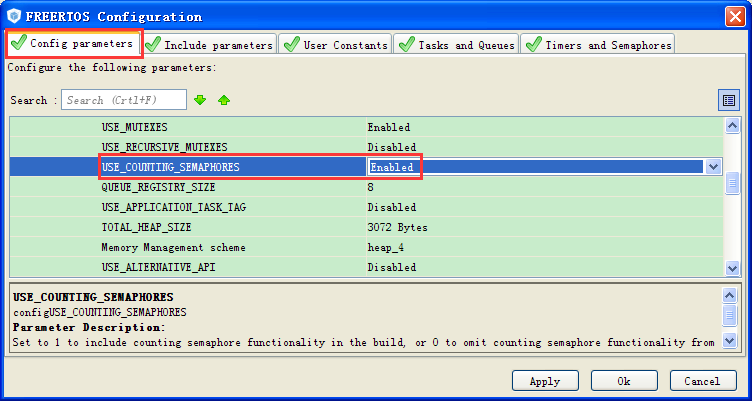 FREERTOS Configuration
Config parameters Include parameters User Constants Tasks and Queues Timers and Semaphores
Configure the following parameters:
Search : Search (Crtl+F)
USE_MUTEXES Enabled
USE_RECURSIVE_MUTEXES Disabled
USE_COUNTING_SEMAPHORES Enabled
QUEUE_REGISTRY_SIZE 8
USE_APPLICATION_TASK_TAG Disabled
TOTAL_HEAP_SIZE 3072 Bytes
Memory Management scheme heap_4
USE_ALTERNATIVE_API Disabled
USE_COUNTING_SEMAPHORES
configUSE_COUNTING_SEMAPHORES
Parameter Description:
Set to 1 to include counting semaphore functionality in the build, or 0 to omit counting semaphore functionality from
Apply Ok Cancel